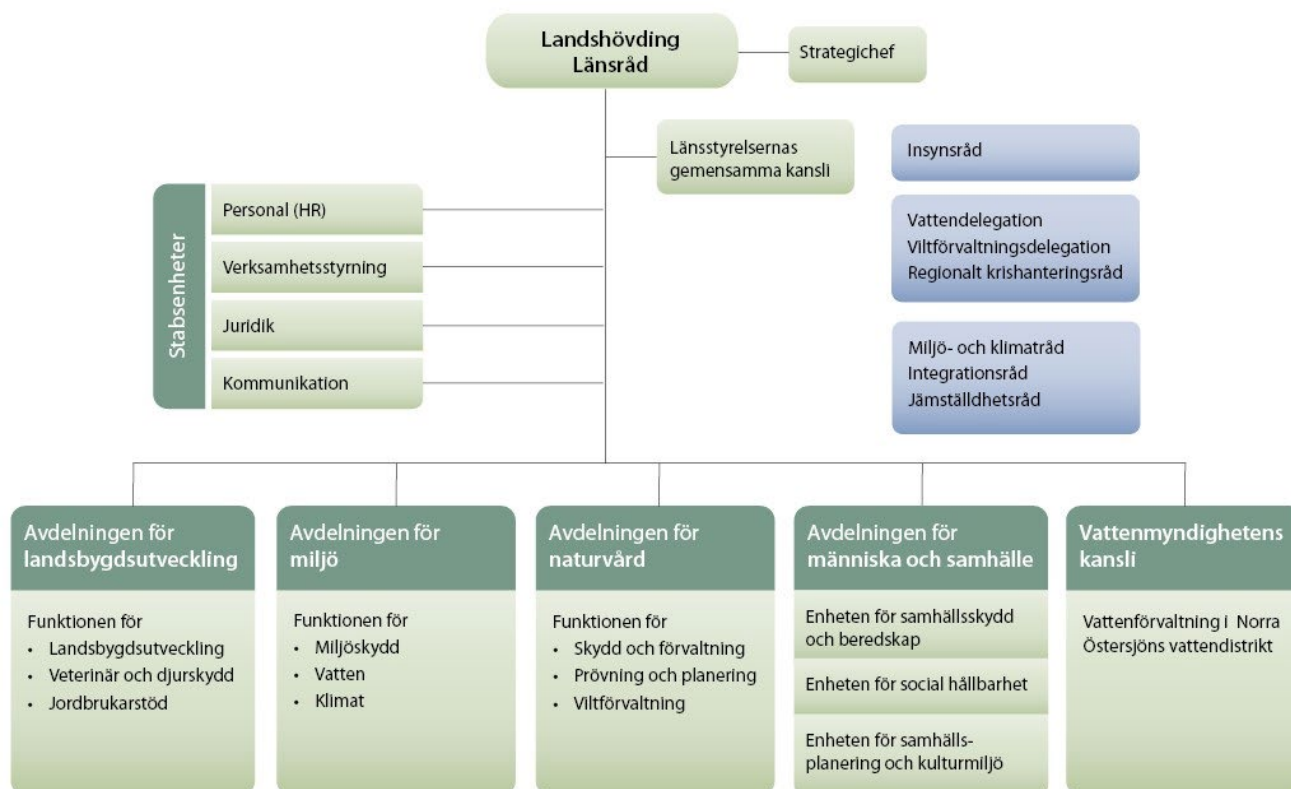 Landshövding
Länsråd
Strategichef
Länsstyrelsernas
gemensamma kansli
Insynsråd
Vattendelegation
Viltförvaltningsdelegation
Regionalt krishanteringsråd
Miljö- och klimatråd
Integrationsråd
Jämställdhetsråd
Stabsenheter
Personal (HR)
Verksamhetsstyrning
Juridik
Kommunikation
Avdelningen för
landsbygdsutveckling
Funktionen för
• Landsbygdsutveckling
• Veterinär och djurskydd
• Jordbrukarstöd
Avdelningen för
miljö
Funktionen för
• Miljöskydd
• Vatten
• Klimat
Avdelningen för
naturvård
Funktionen för
• Skydd och förvaltning
• Prövning och planering
• Viltförvaltning
Avdelningen för
människa och samhälle
Enheten för samhällsskydd
och beredskap
Enheten för social hållbarhet
Enheten för samhälls-
planering och kulturmiljö
Vattenmyndighetens
kansli
Vattenförvaltning i Norra
Östersjöns vattendistrikt